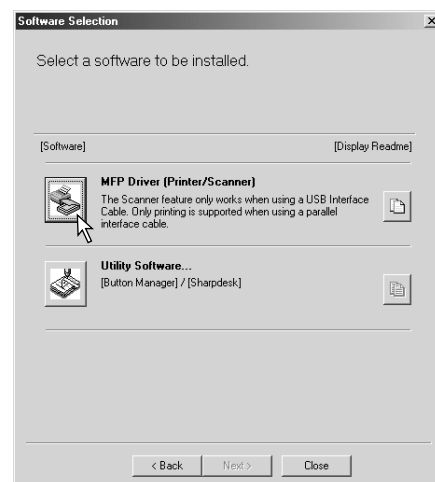 Software Selection
Select a software to be installed.
[Software] [Display Readme]
MFP Driver (Printer/Scanner)
The Scanner feature only works when using a USB Interface
Cable. Only printing is supported when using a parallel
interface cable.
Utility Software...
[Button Manager] / [Sharpdesk]
< Back Next > Close